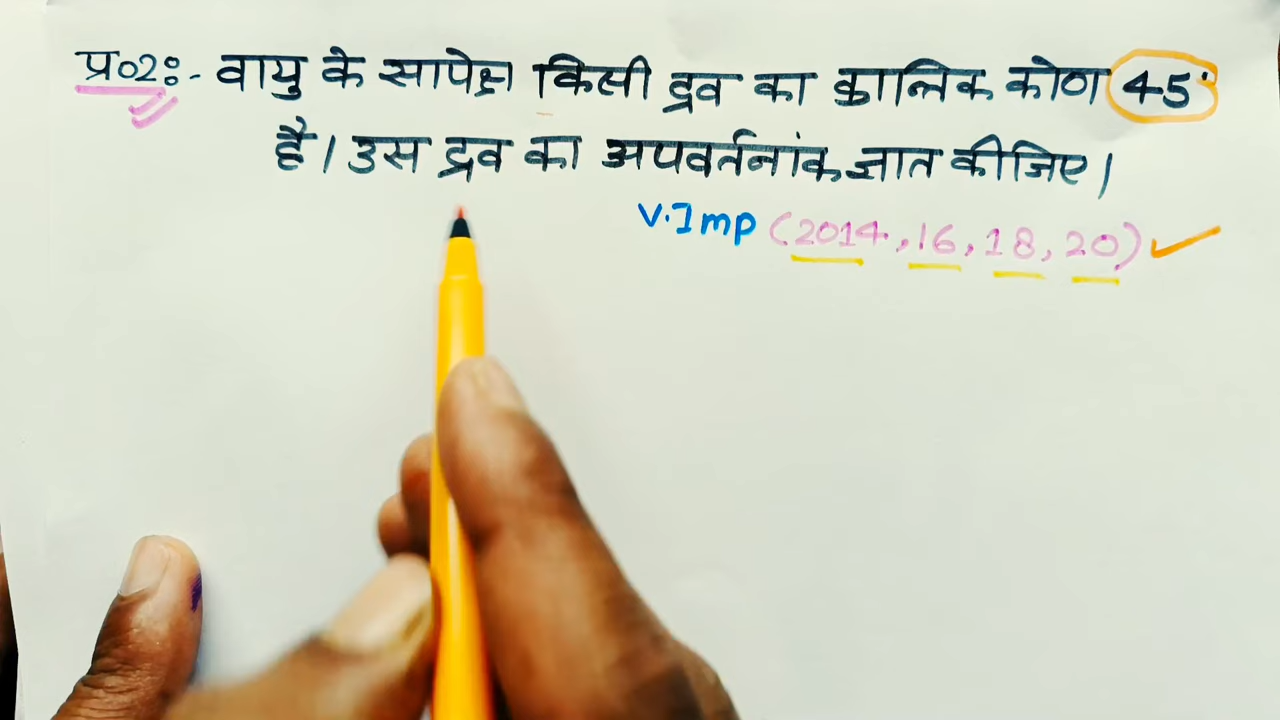 प्र०2ः- वायु के सापेक्ष किसी द्रव का क्रालिक कोण 45°
है। उस द्रव का अपवर्तनांक ज्ञात कीजिए।
V.Imp (2014, 16, 18, 20)